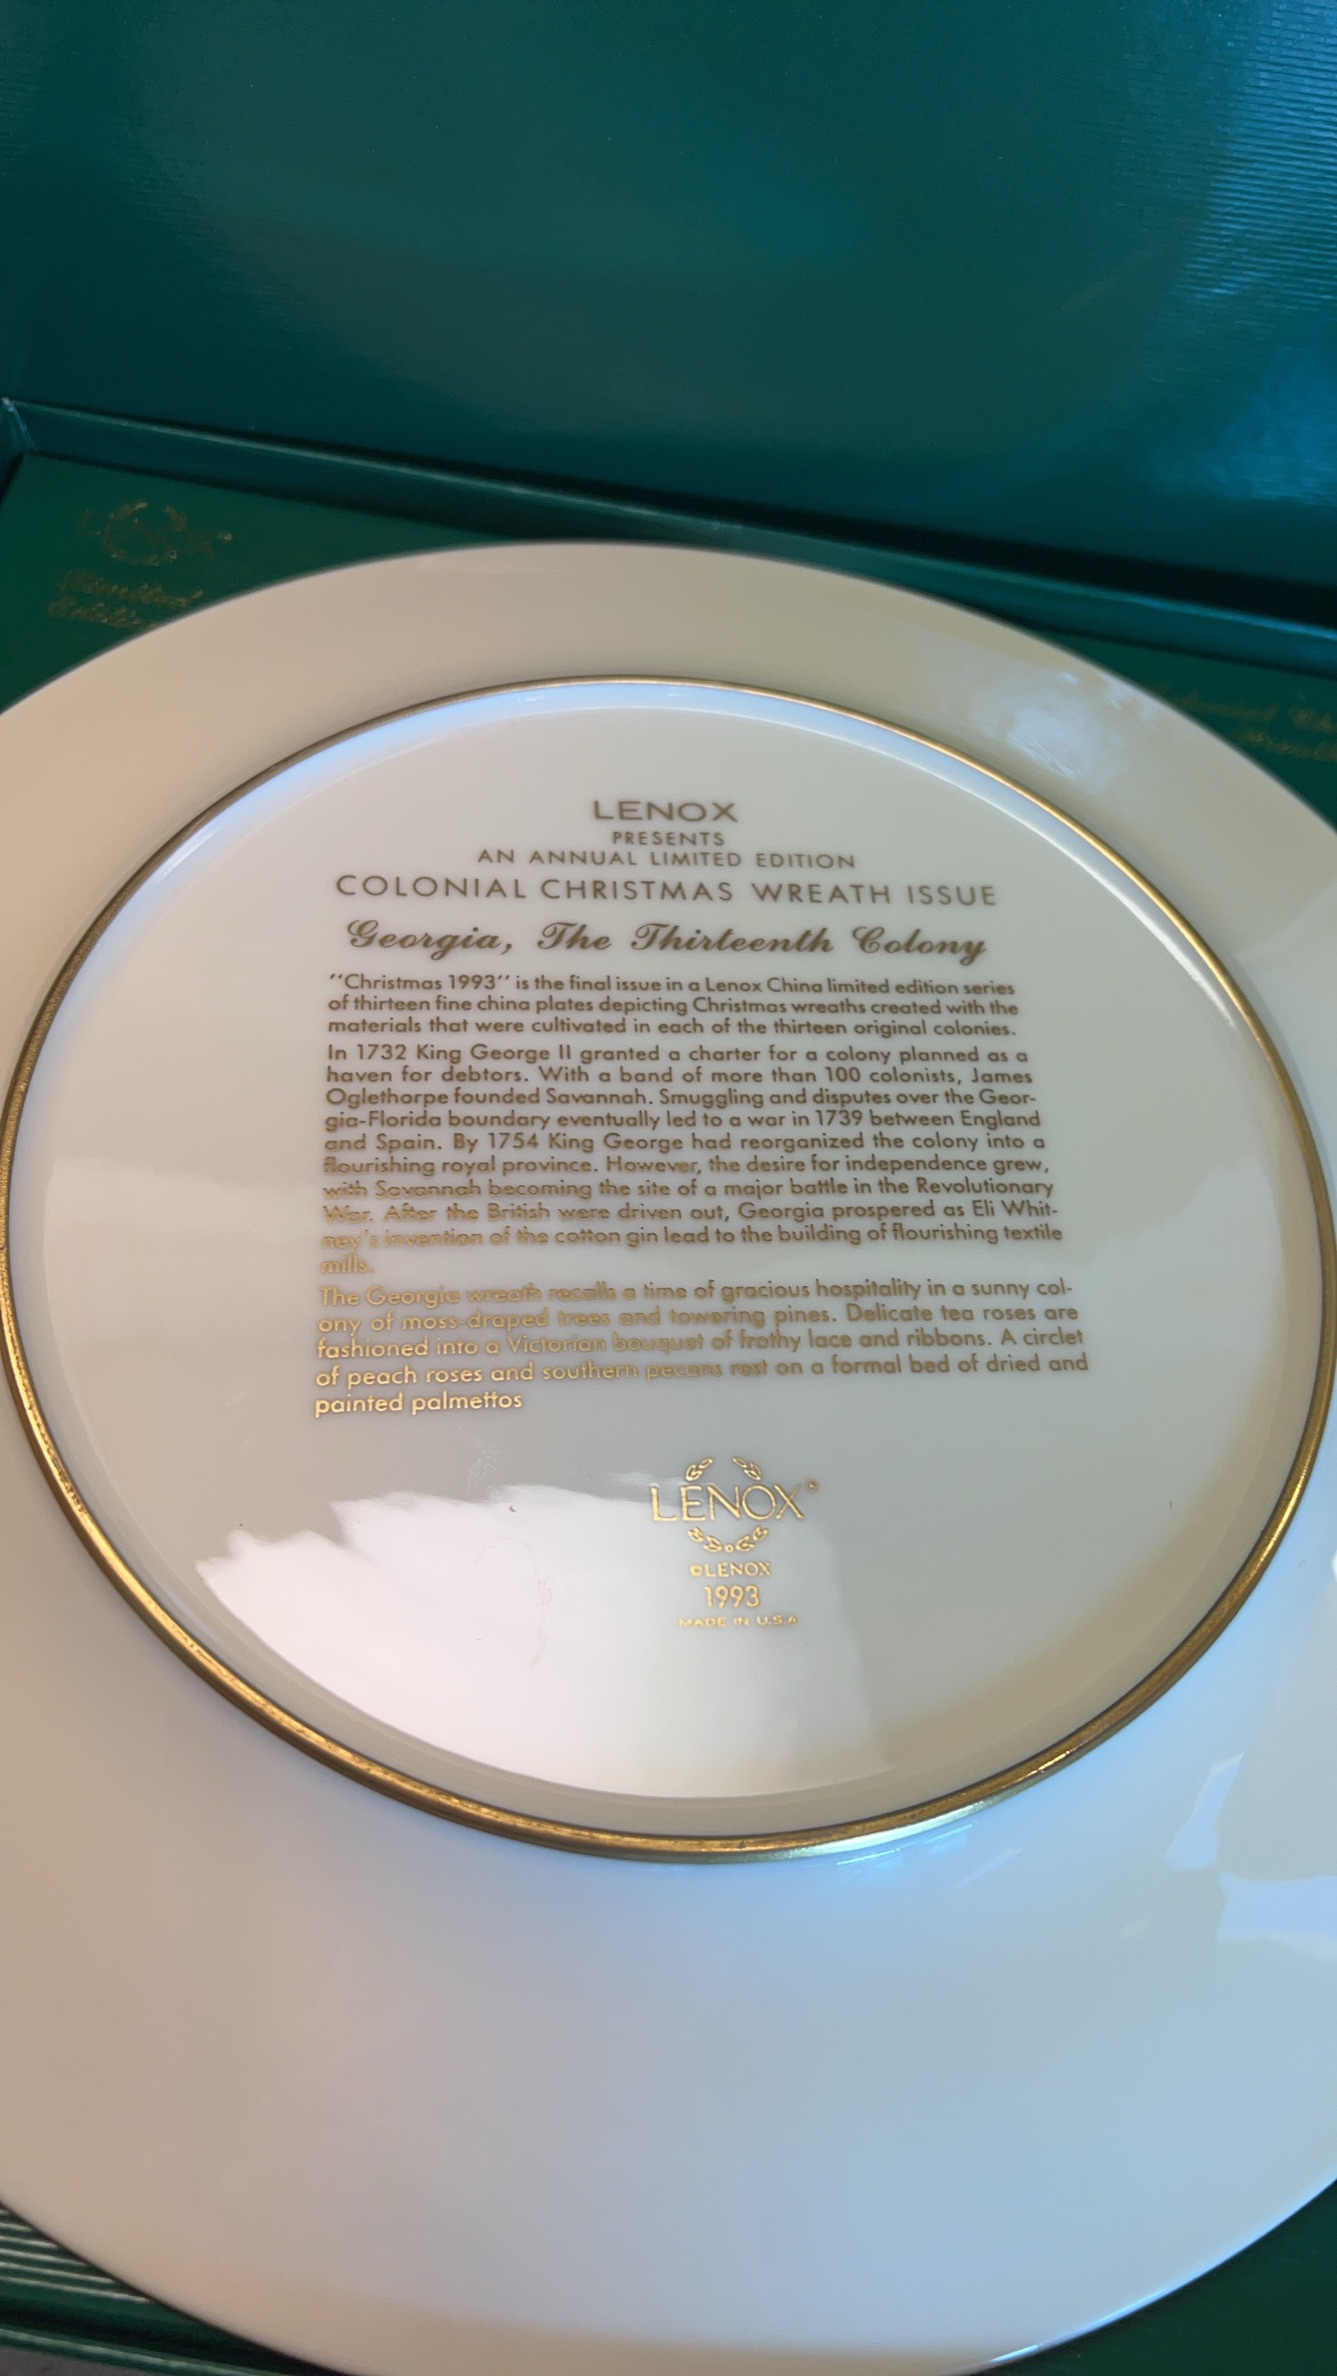 LENOX
PRESENTS
AN ANNUAL LIMITED EDITION
COLONIAL CHRISTMAS WREATH ISSUE
Georgia, The Thirteenth Colony
"Christmas 1993" is the final issue in a Lenox China limited edition series
of thirteen fine china plates depicting Christmas wreaths created with the
materials that were cultivated in each of the thirteen original colonies.
In 1732 King George II granted a charter for a colony planned as a
haven for debtors. With a band of more than 100 colonists, James
Oglethorpe founded Savannah. Smuggling and disputes over the Geor-
gia-Florida boundary eventually led to a war in 1739 between England
and Spain. By 1754 King George had reorganized the colony into a
flourishing royal province. However, the desire for independence grew,
with Savannah becoming the site of a major battle in the Revolutionary
War. After the British were driven out, Georgia prospered as Eli Whit-
ney's invention of the cotton gin lead to the building of flourishing textile
mills.
The Georgia wreath recalls a time of gracious hospitality in a sunny col-
ony of moss-draped trees and towering pines. Delicate tea roses are
fashioned into a Victorian bouquet of frothy lace and ribbons. A circlet
of peach roses and southern pecans rest on a formal bed of dried and
painted palmettos
LENOX®
©LENOX
1993
MADE IN U.S.A